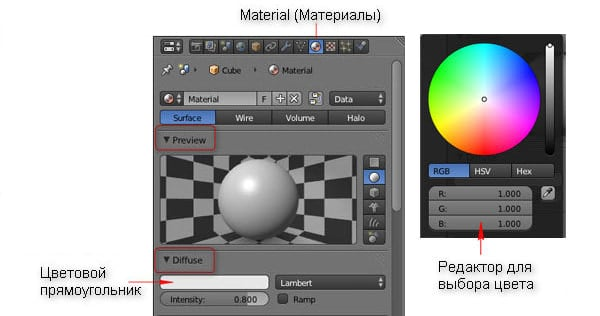 Material (Материалы)
Cube
Material
Material
F
Data
Surface
Wire
Volume
Halo
Preview
Diffuse
Lambert
Intensity: 0.800
Ramp
Цветовой
прямоугольник
RGB
HSV
Hex
R: 1.000
G: 1.000
B: 1.000
Редактор для
выбора цвета